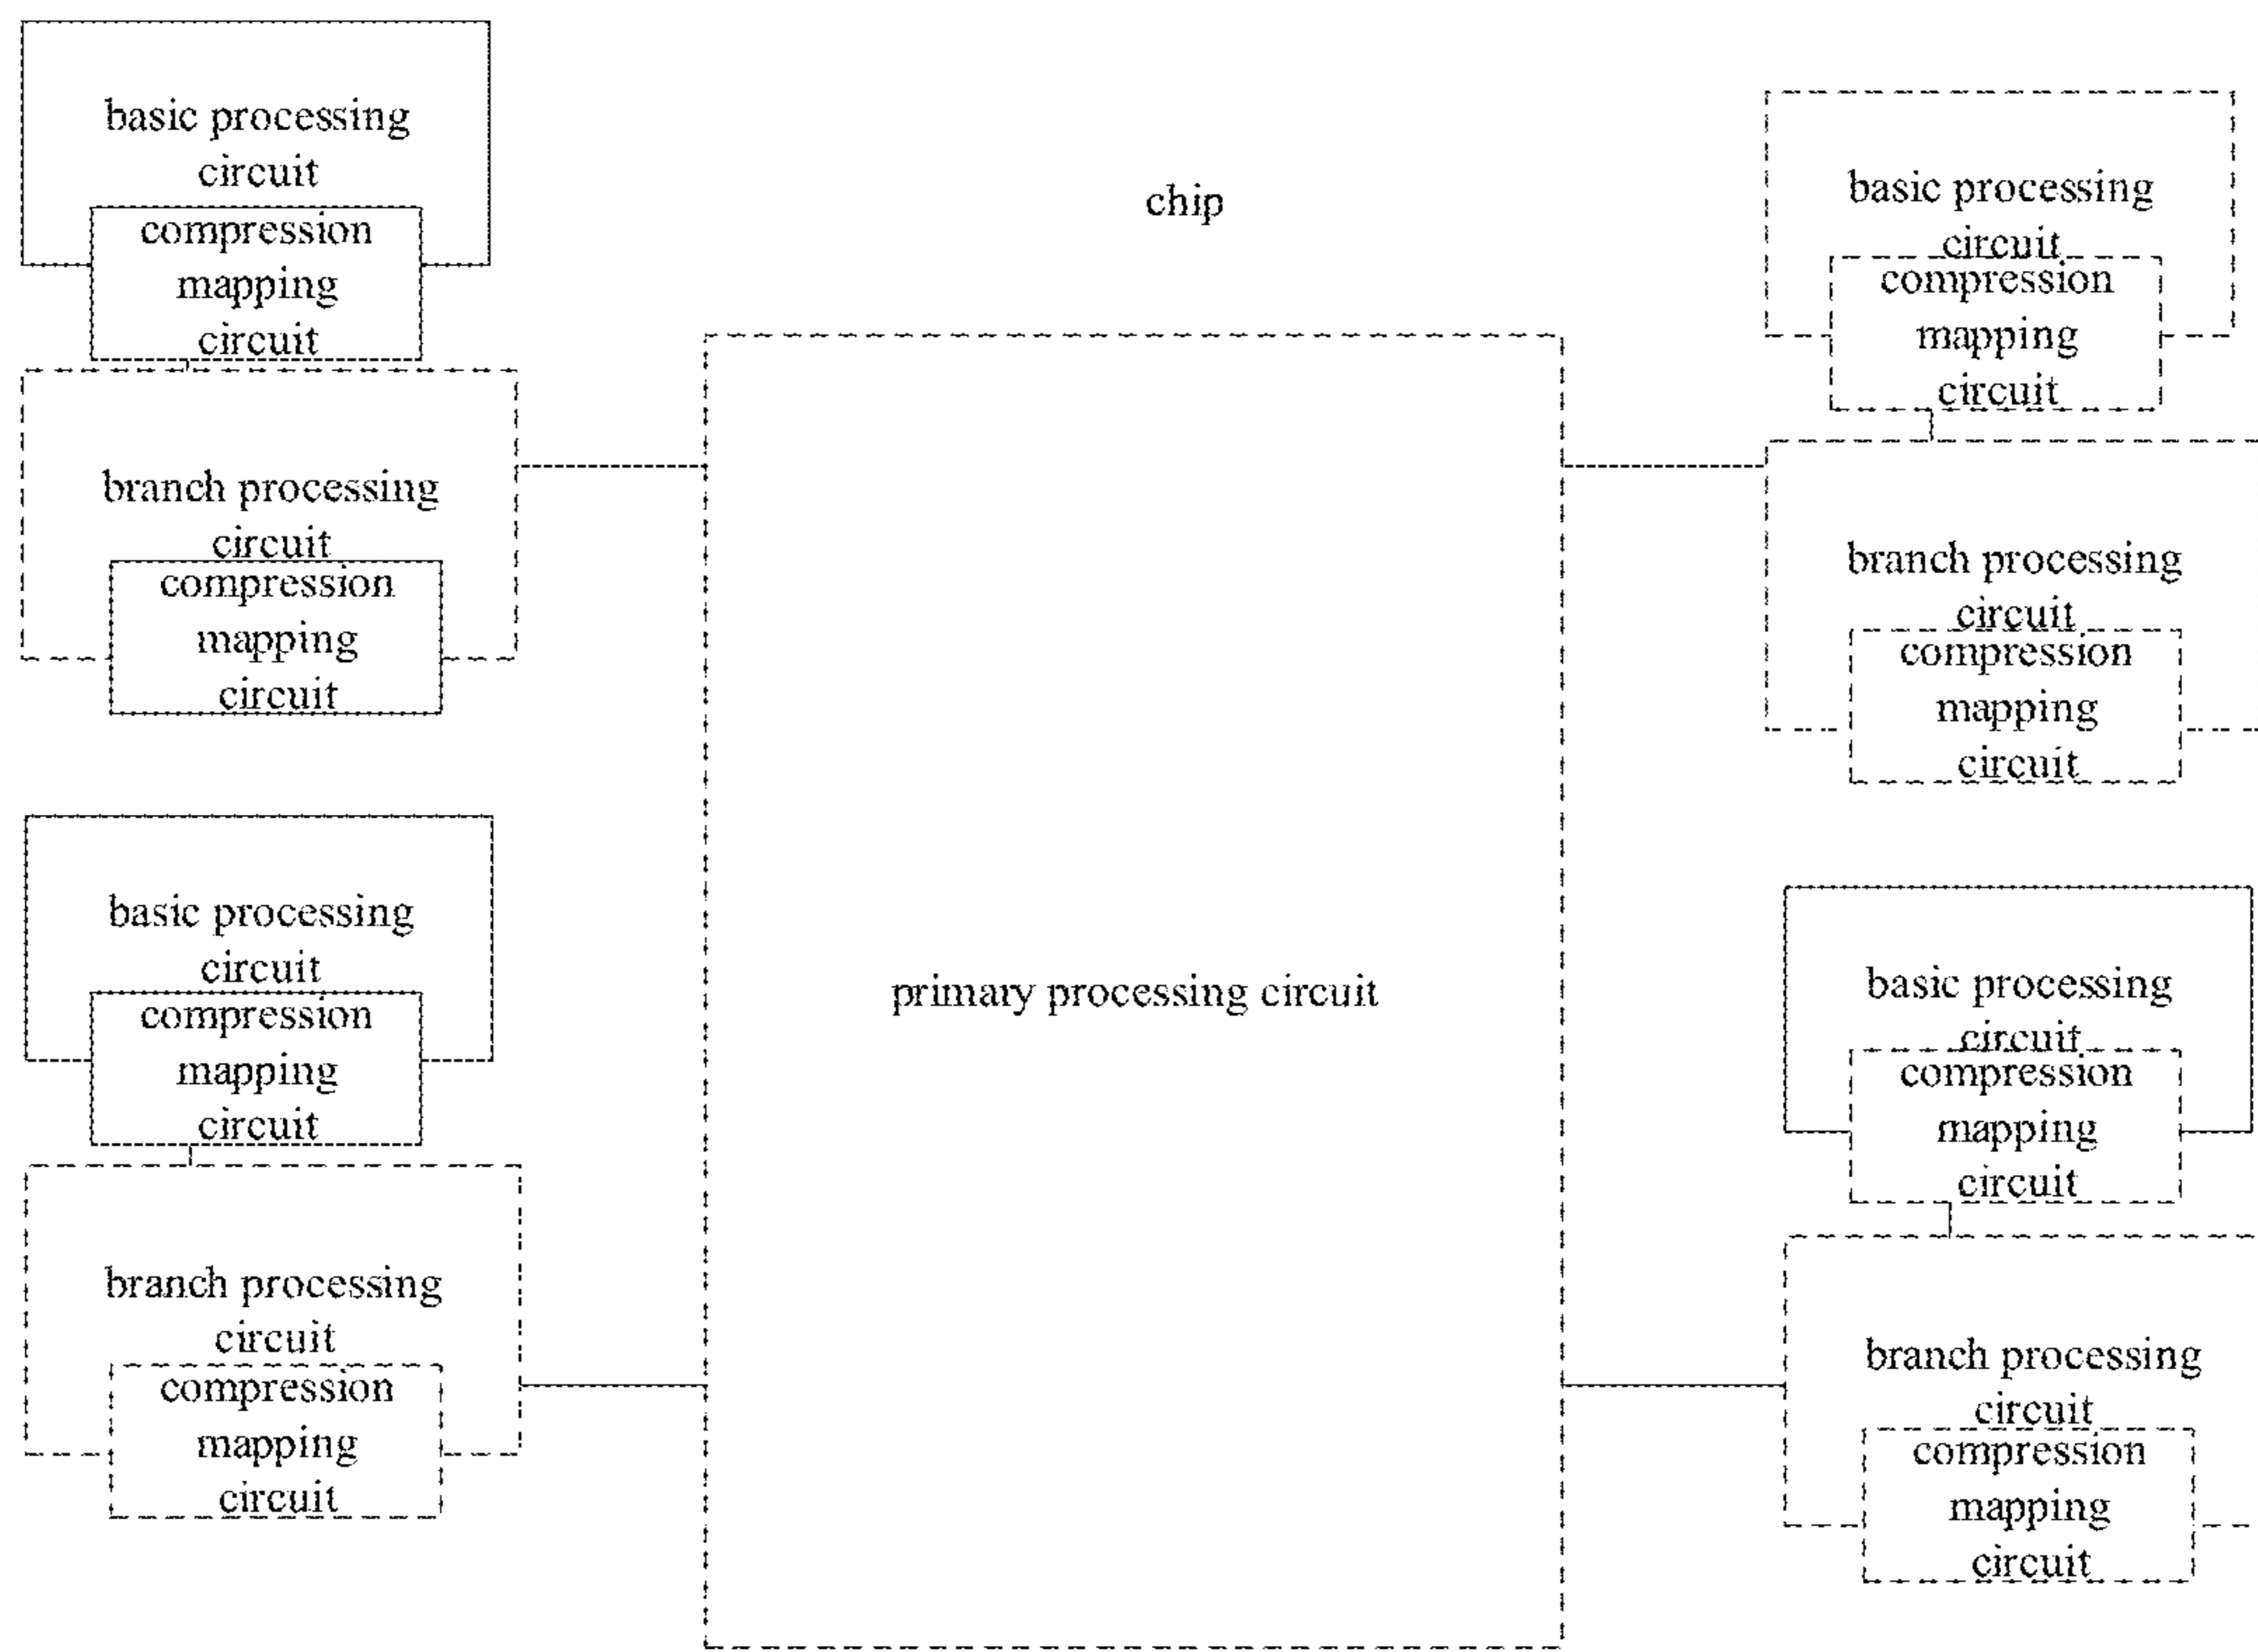 basic processing
circuit
compression
mapping
circuit
branch processing
circuit
compression
mapping
circuit
basic processing
circuit
compression
mapping
circuit
branch processing
circuit
compression
mapping
circuit
chip
primary processing circuit
basic processing
circuit
compression
mapping
circuit
branch processing
circuit
compression
mapping
circuit
basic processing
circuit
compression
mapping
circuit
branch processing
circuit
compression
mapping
circuit